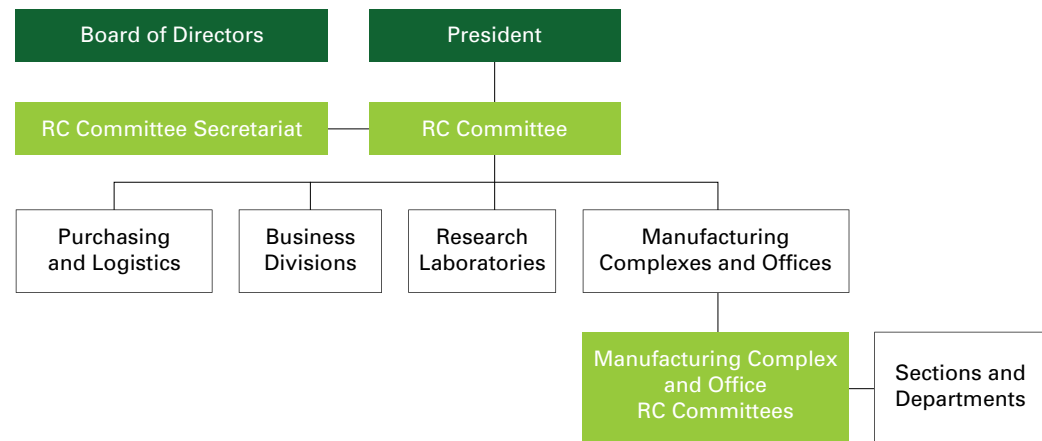 Board of Directors
President
RC Committee Secretariat
RC Committee
Purchasing
and Logistics
Business
Divisions
Research
Laboratories
Manufacturing
Complexes and Offices
Manufacturing Complex
and Office
RC Committees
Sections and
Departments